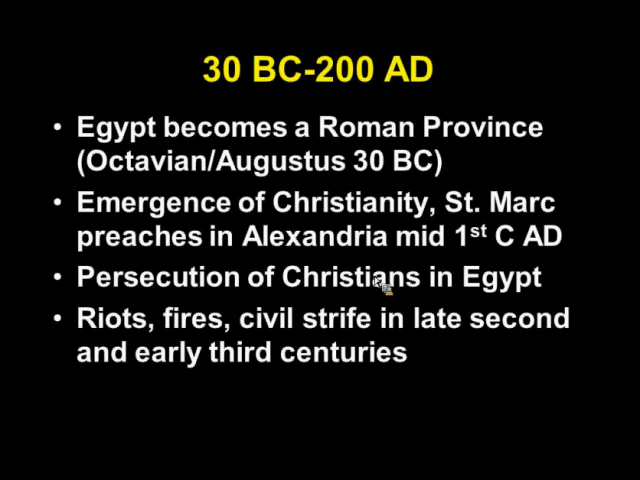 30 BC-200 AD
• Egypt becomes a Roman Province
(Octavian/Augustus 30 BC)
• Emergence of Christianity, St. Marc
preaches in Alexandria mid 1st C AD
• Persecution of Christians in Egypt
• Riots, fires, civil strife in late second
and early third centuries